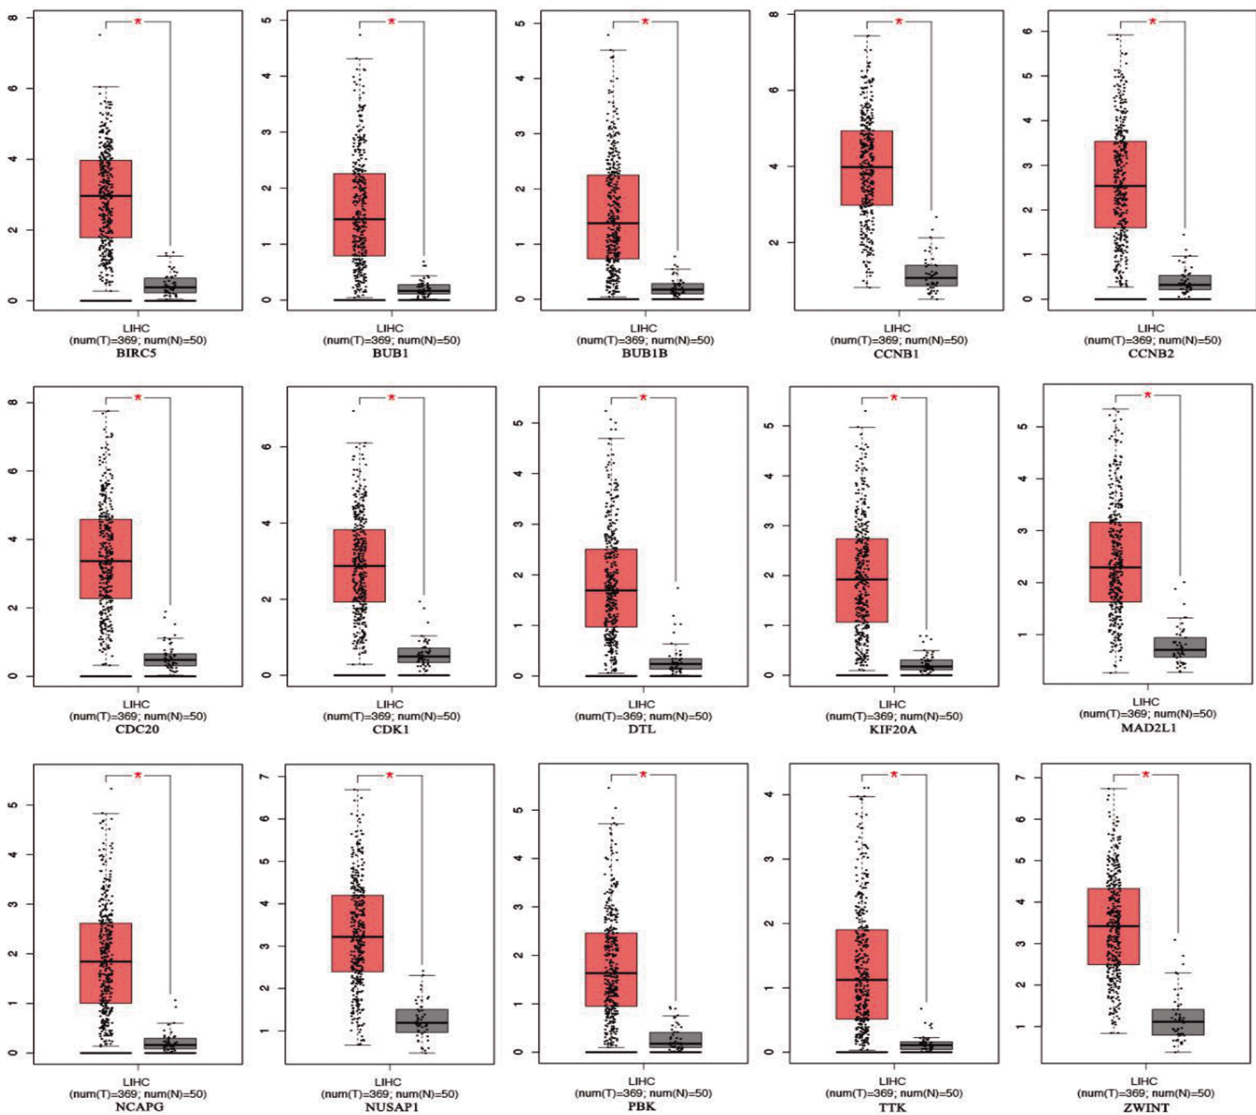 8
6
4
2
0
*
LIHC
(num(T)=369; num(N)=50)
BIRC5
5
4
3
2
1
0
*
LIHC
(num(T)=369; num(N)=50)
BUB1
5
4
3
2
1
0
*
LIHC
(num(T)=369; num(N)=50)
BUB1B
8
6
4
2
*
LIHC
(num(T)=369; num(N)=50)
CCNB1
6
5
4
3
2
1
0
*
LIHC
(num(T)=369; num(N)=50)
CCNB2
8
6
4
2
0
*
LIHC
(num(T)=369; num(N)=50)
CDC20
6
4
2
0
*
LIHC
(num(T)=369; num(N)=50)
CDK1
5
4
3
2
1
0
*
LIHC
(num(T)=369; num(N)=50)
DTL
5
4
3
2
1
0
*
LIHC
(num(T)=369; num(N)=50)
KIF20A
5
4
3
2
1
*
LIHC
(num(T)=369; num(N)=50)
MAD2L1
5
4
3
2
1
0
*
LIHC
(num(T)=369; num(N)=50)
NCAPG
7
6
5
4
3
2
1
*
LIHC
(num(T)=369; num(N)=50)
NUSAP1
5
4
3
2
1
0
*
LIHC
(num(T)=369; num(N)=50)
PBK
4
3
2
1
0
*
LIHC
(num(T)=369; num(N)=50)
TTK
7
6
5
4
3
2
1
*
LIHC
(num(T)=369; num(N)=50)
ZWINT